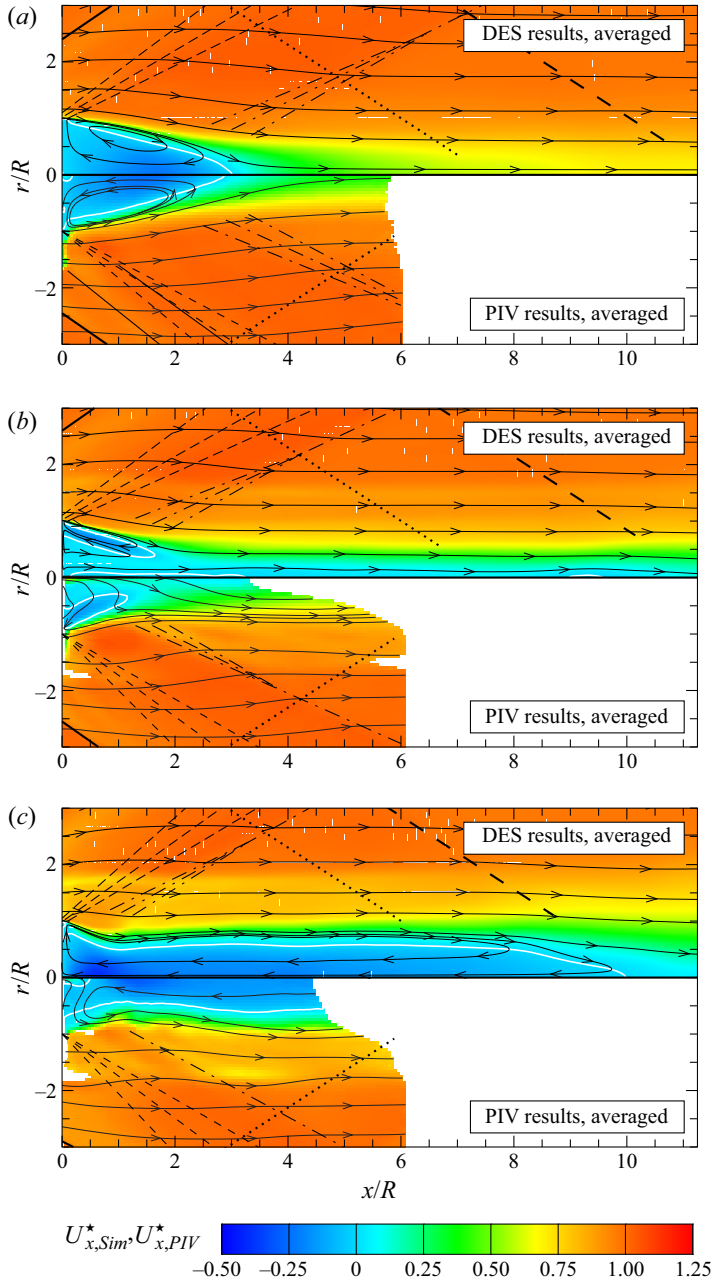 (a)
DES results, averaged
2
r/R
0
−2
PIV results, averaged
0 2 4 6 8 10
(b)
DES results, averaged
2
r/R
0
−2
PIV results, averaged
0 2 4 6 8 10
(c)
DES results, averaged
2
r/R
0
−2
PIV results, averaged
0 2 4 6 8 10
x/R
U★x,Sim, U★x,PIV
−0.50 −0.25 0 0.25 0.50 0.75 1.00 1.25